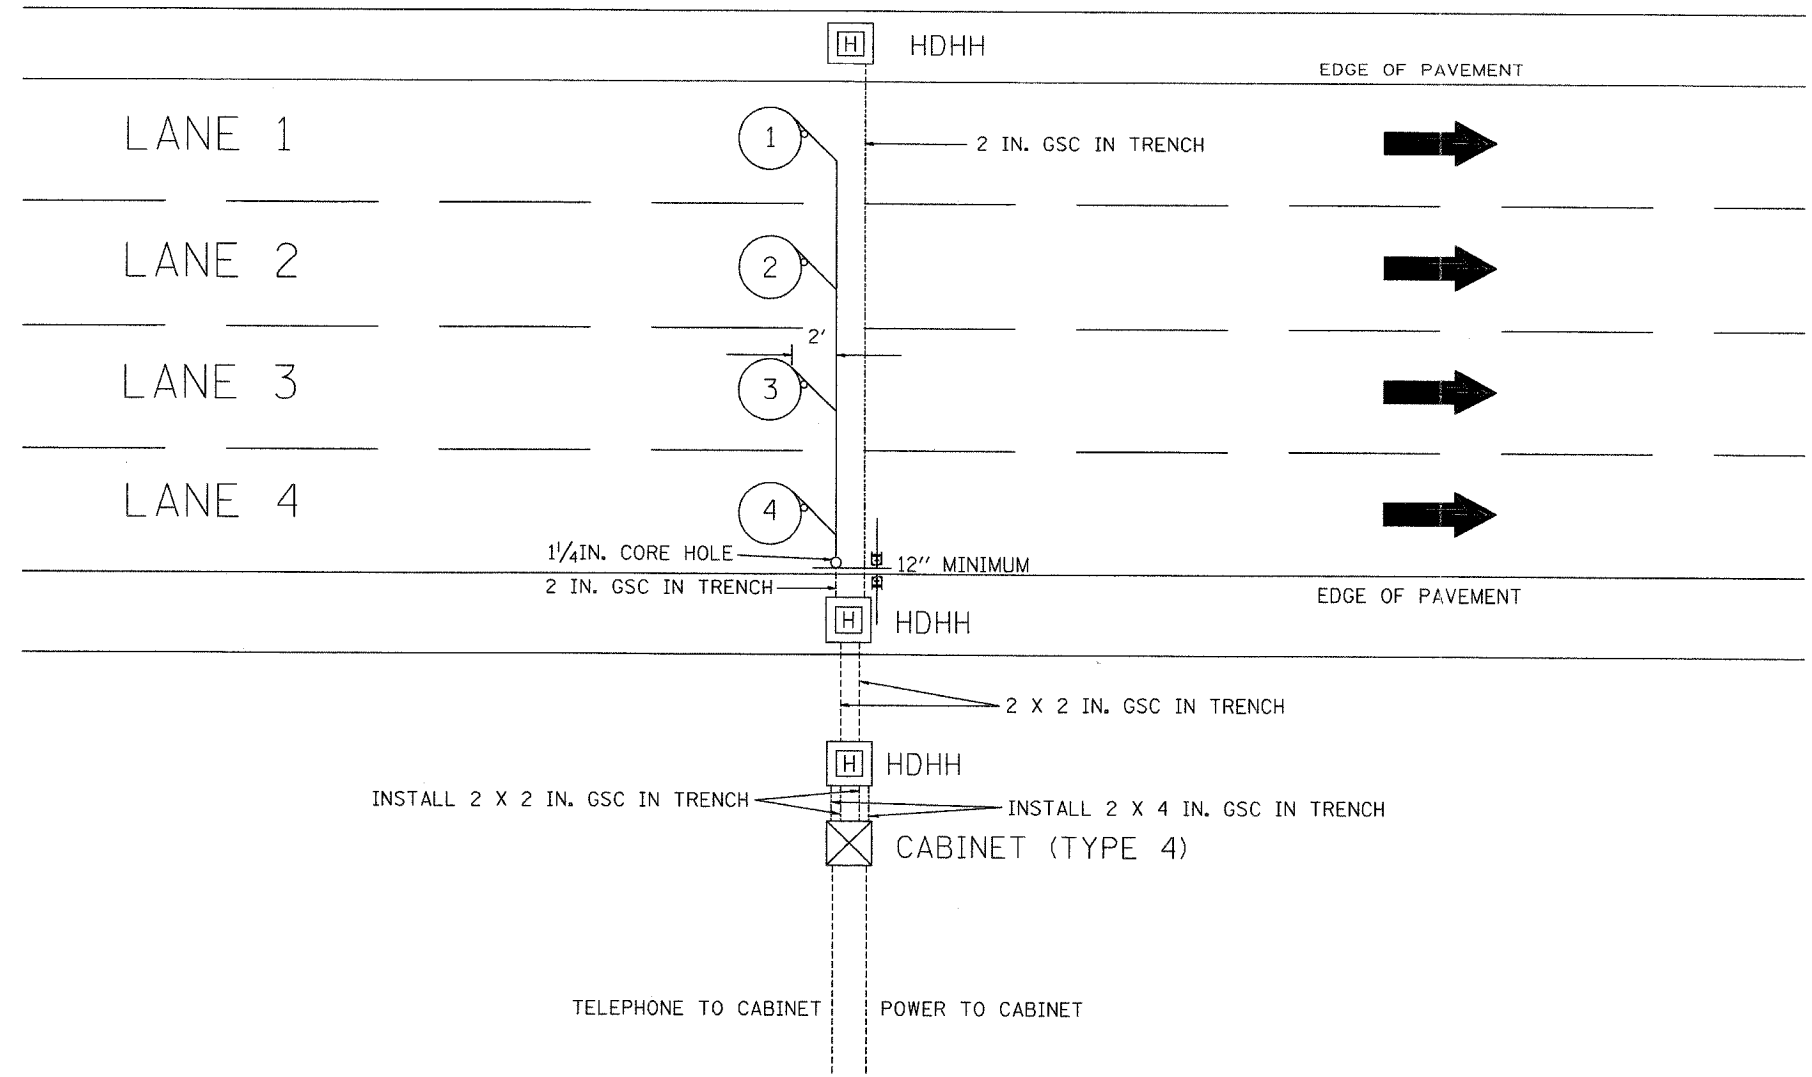 H HDHH
EDGE OF PAVEMENT
LANE 1
1
2 IN. GSC IN TRENCH
LANE 2
2
2'
LANE 3
3
LANE 4
4
1 1/4IN. CORE HOLE
12" MINIMUM
2 IN. GSC IN TRENCH
EDGE OF PAVEMENT
H HDHH
2 X 2 IN. GSC IN TRENCH
H HDHH
INSTALL 2 X 2 IN. GSC IN TRENCH
INSTALL 2 X 4 IN. GSC IN TRENCH
CABINET (TYPE 4)
TELEPHONE TO CABINET
POWER TO CABINET